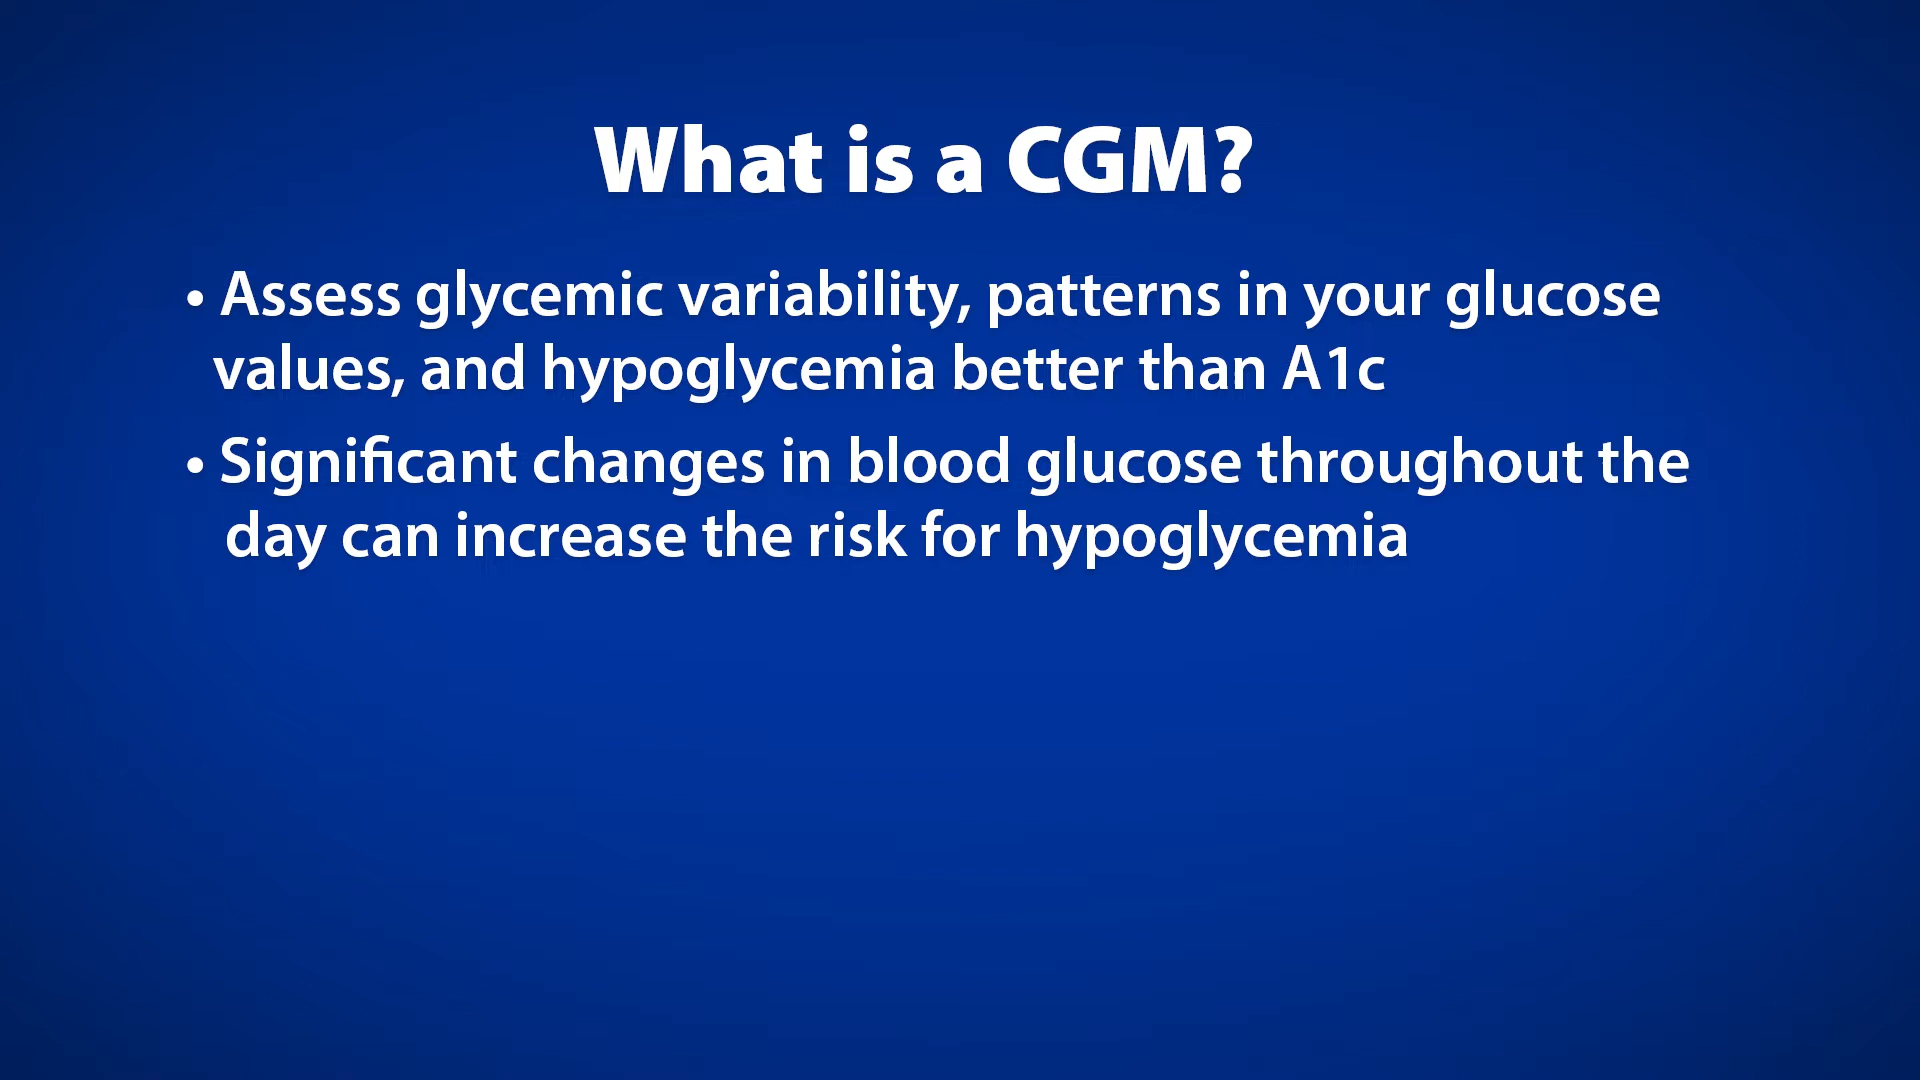 What is a CGM?
• Assess glycemic variability, patterns in your glucose
values, and hypoglycemia better than A1c
• Significant changes in blood glucose throughout the
day can increase the risk for hypoglycemia